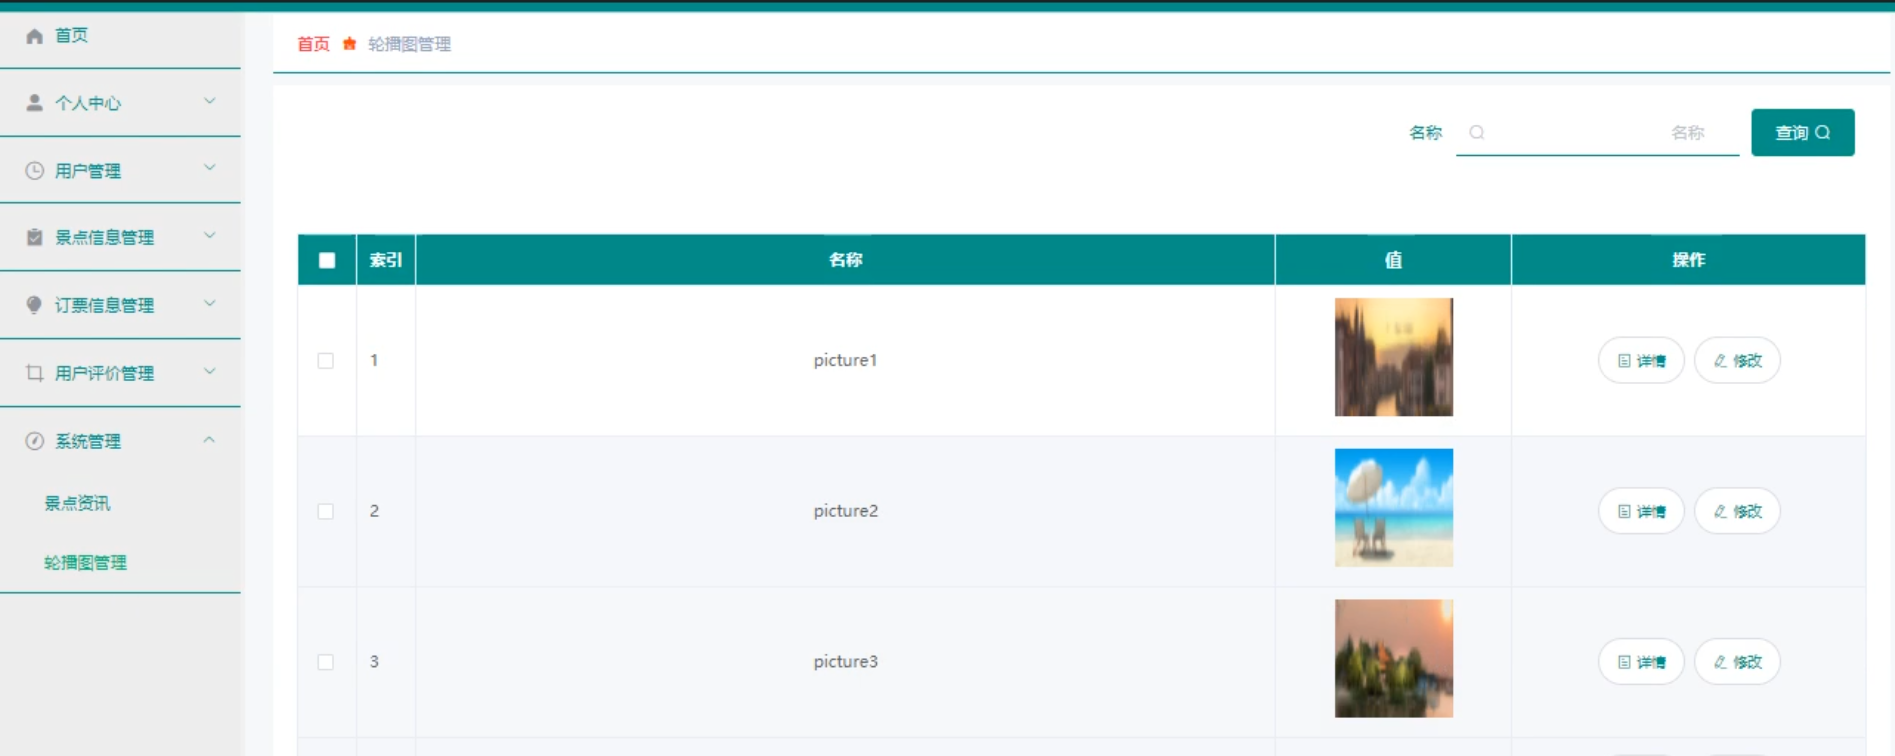 首页
个人中心
用户管理
景点信息管理
订票信息管理
用户评价管理
系统管理
景点资讯
轮播图管理
首页 轮播图管理
名称 名称 查询
索引 名称 值 操作
1 picture1 详情 修改
2 picture2 详情 修改
3 picture3 详情 修改